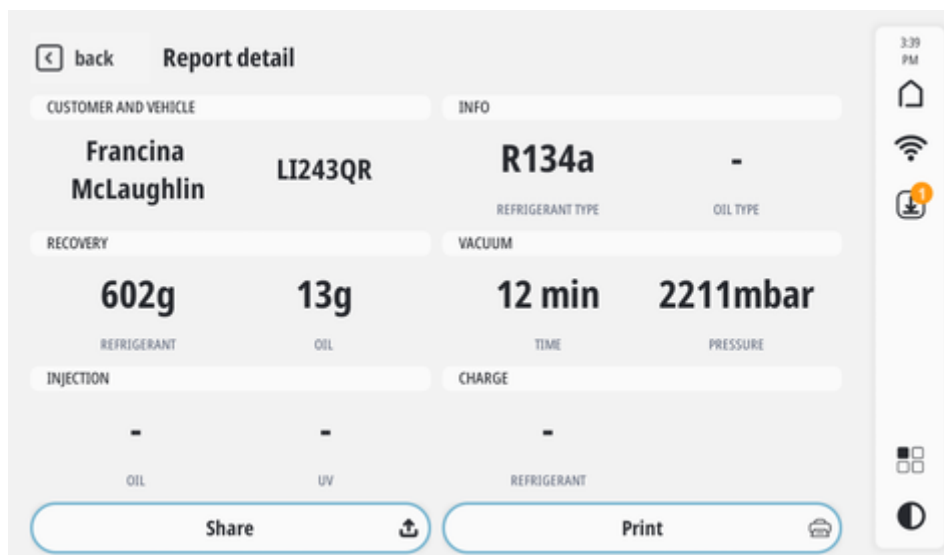 back Report detail
3:39
PM
CUSTOMER AND VEHICLE
Francina
McLaughlin
LI243QR
INFO
R134a
REFRIGERANT TYPE
-
OIL TYPE
RECOVERY
602g
REFRIGERANT
13g
OIL
VACUUM
12 min
TIME
2211mbar
PRESSURE
INJECTION
-
OIL
-
UV
CHARGE
-
REFRIGERANT
Share
Print
1